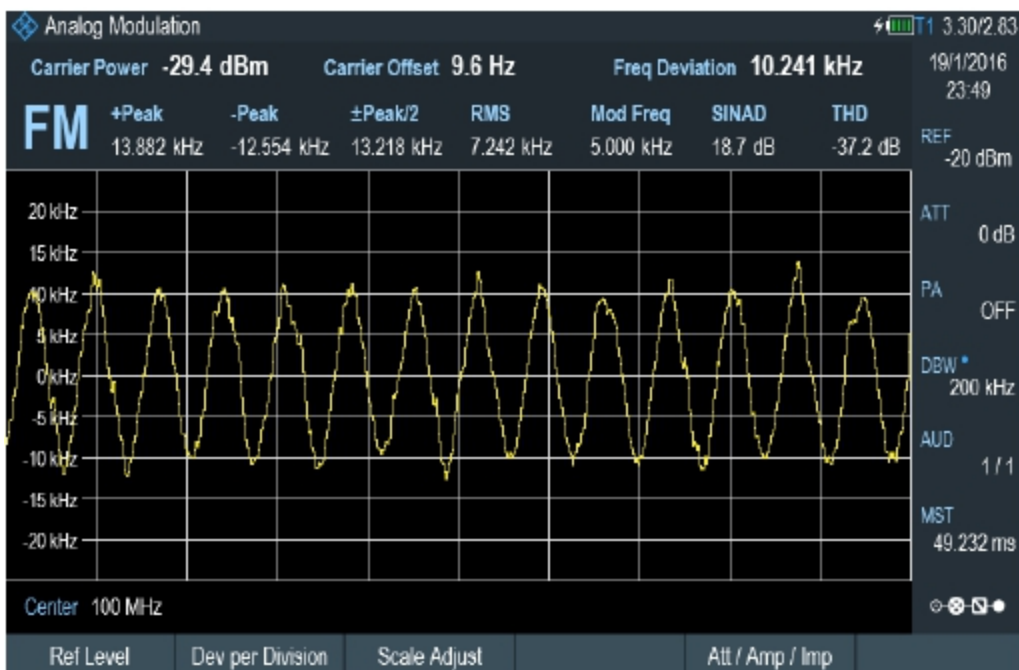 Analog Modulation
T1 3.30/2.83
Carrier Power -29.4 dBm Carrier Offset 9.6 Hz Freq Deviation 10.241 kHz
19/1/2016
23:49
FM
+Peak -Peak ±Peak/2 RMS Mod Freq SINAD THD
13.882 kHz -12.554 kHz 13.218 kHz 7.242 kHz 5.000 kHz 18.7 dB -37.2 dB
REF
-20 dBm
ATT
0 dB
PA
OFF
DBW
200 kHz
AUD
1 / 1
MST
49.232 ms
20 kHz
15 kHz
10 kHz
5 kHz
0 kHz
-5 kHz
-10 kHz
-15 kHz
-20 kHz
Center 100 MHz
Ref Level Dev per Division Scale Adjust Att / Amp / Imp